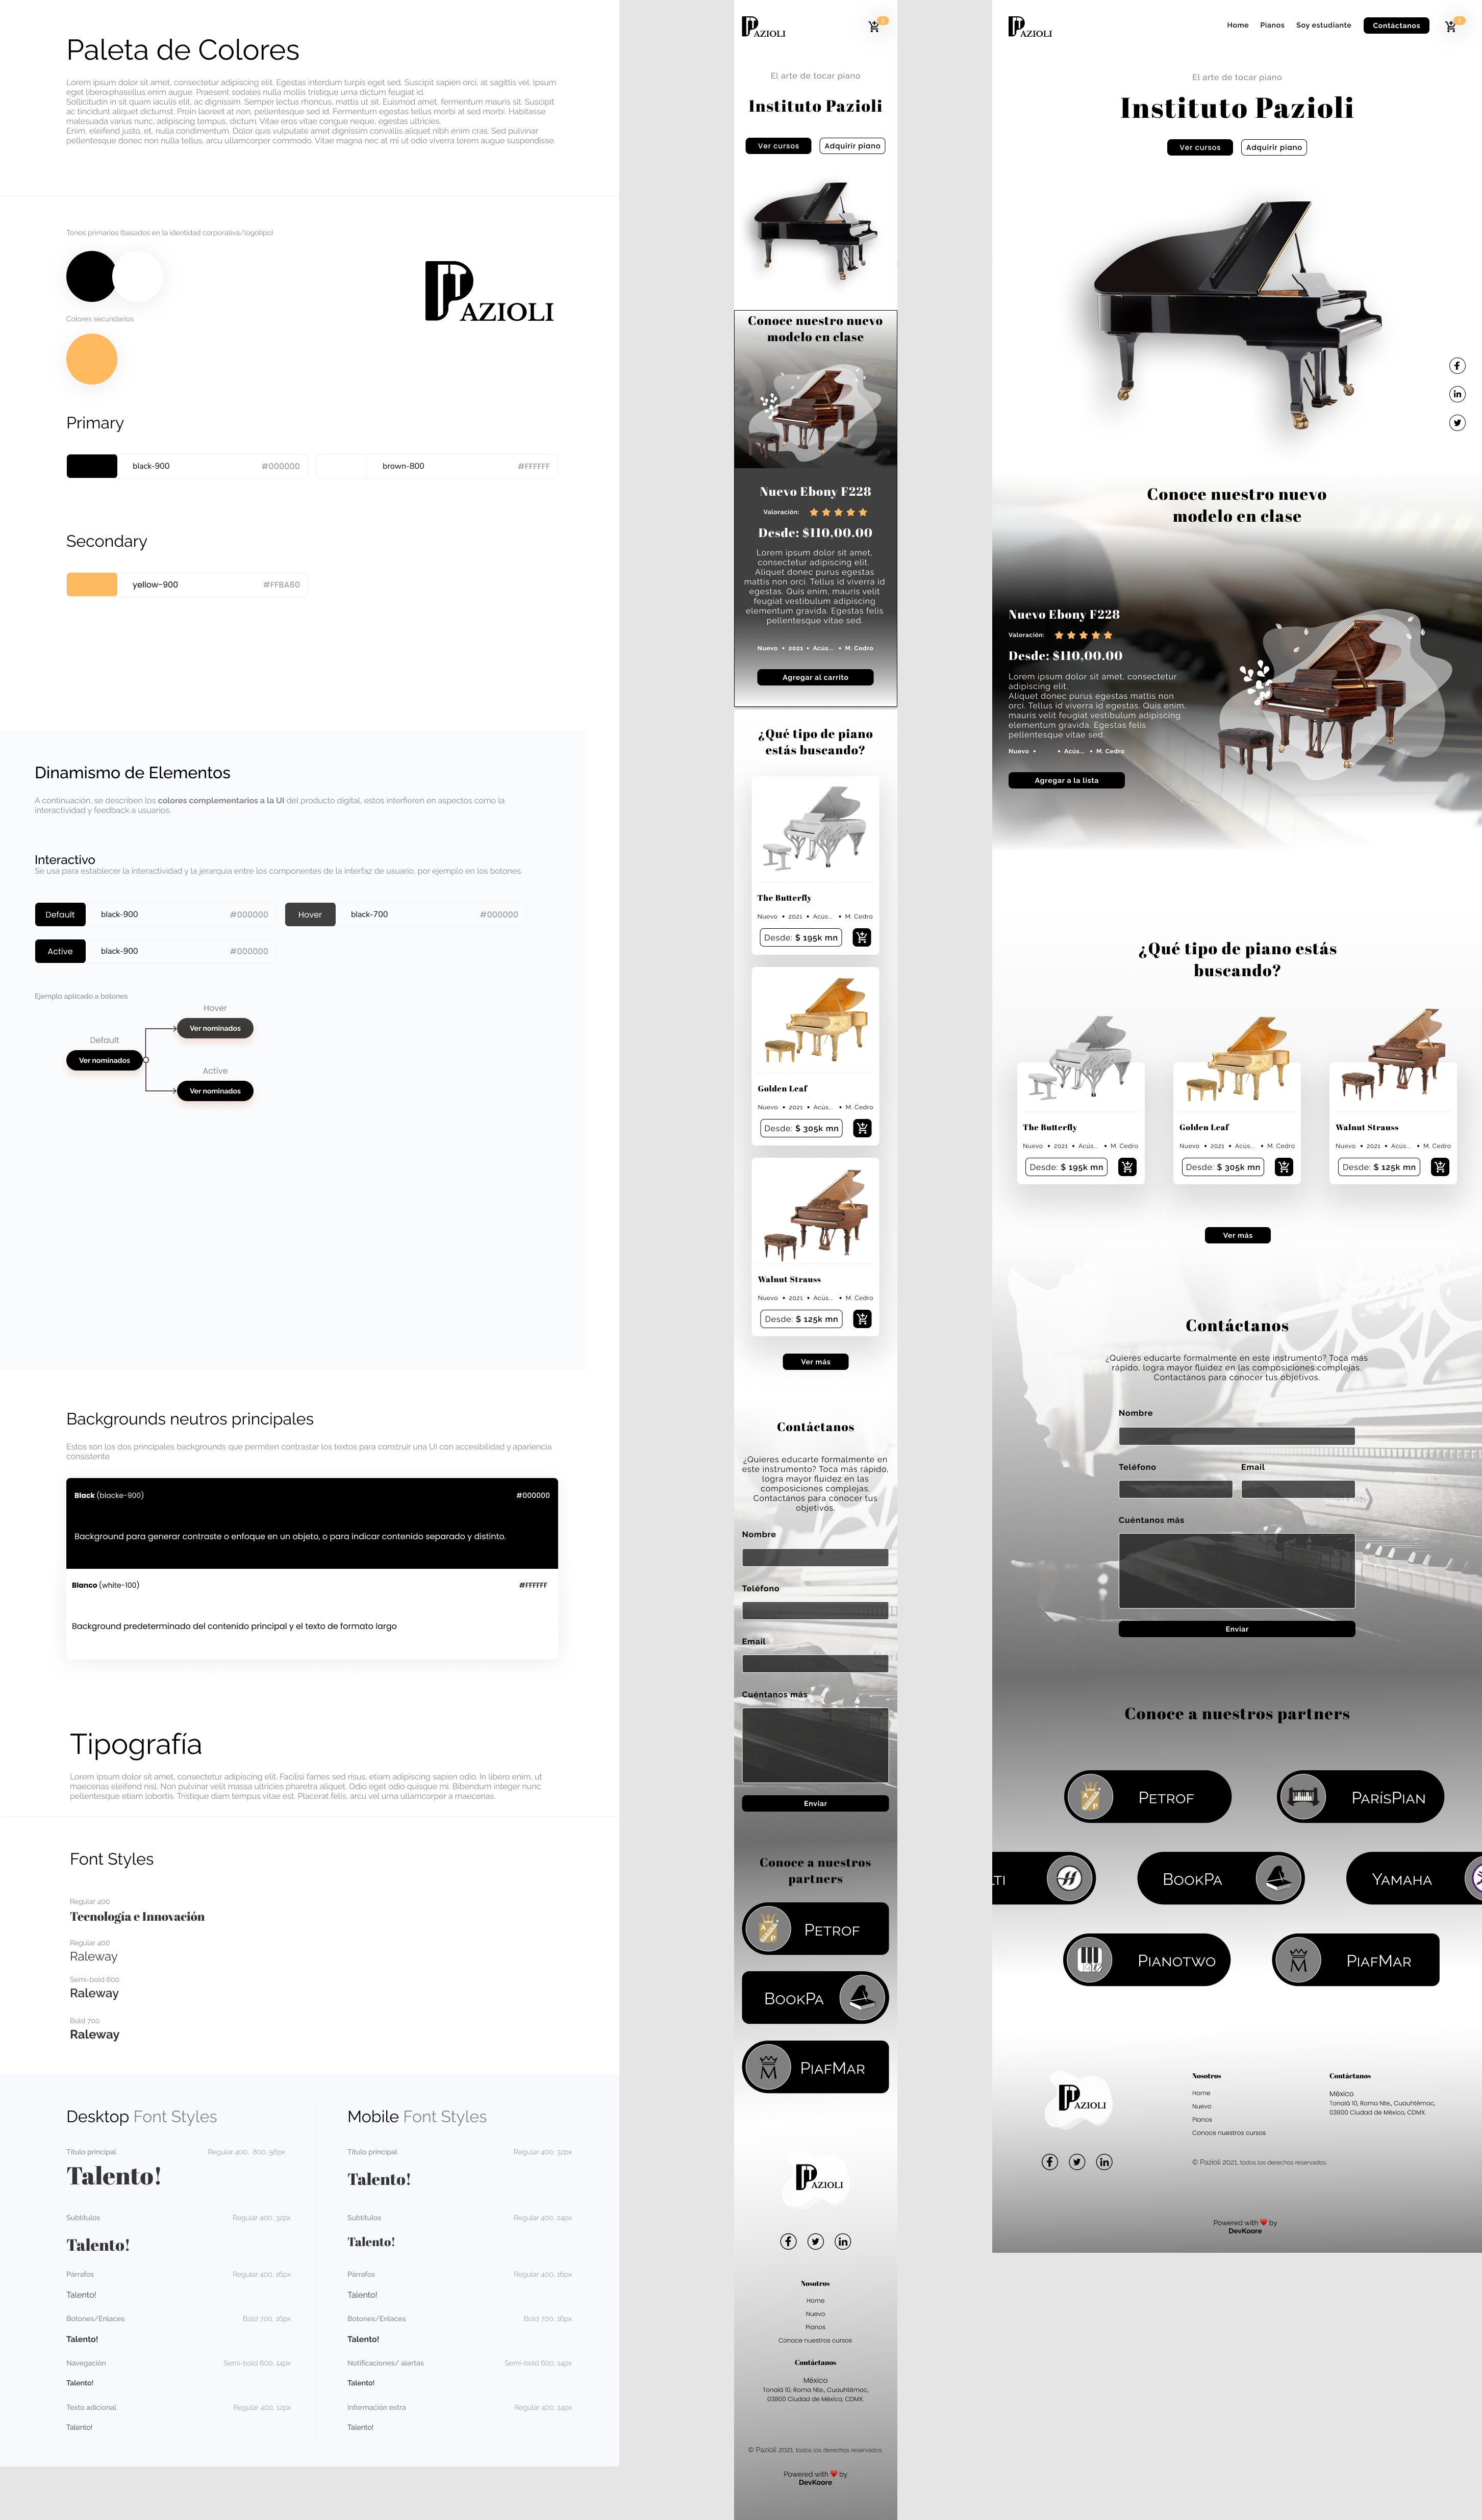 Paleta de Colores
Lorem ipsum dolor sit amet, consectetur adipiscing elit. Egestas interdum turpis eget sed. Suscipit sapien orci, at sagittis vel. Ipsum
eget liberoφphasellus enim augue. Praesent sodales nulla mollis tristique urna dictum feugiat id.
Sollicitudin in sit quam iaculis elit, ac dignissim. Semper lectus rhoncus, mattis ut sit. Euismod amet, fermentum mauris sit. Suscipit
ac tincidunt aliquet dictumst. Proin laoreet at non, pellentesque sed id. Fermentum egestas tellus morbi at sed morbi. Habitasse
malesuada varius nunc, adipiscing tempus, dictum. Vitae eros vitae congue neque, egestas ultricies.
Enim, eleifend justo, et, nulla condimentum. Dolor quis vulputate amet dignissim convallis aliquet nibh enim cras. Sed pulvinar
pellentesque donec non nulla tellus, arcu ullamcorper commodo. Vitae magna nec at mi ut odio viverra lorem augue suspendisse.
Tonos primarios (basados en la identidad corporativa/logotipo)
PAZIOLI
Colores secundarios
Primary
black-900 #000000
brown-800 #FFFFFF
Secondary
yellow-900 #FFBA60
Dinamismo de Elementos
A continuación, se describen los colores complementarios a la UI del producto digital, estos interfieren en aspectos como la
interactividad y feedback a usuarios.
Interactivo
Se usa para establecer la interactividad y la jerarquia entre los componentes de la interfaz de usuario, por ejemplo en los botones.
Default black-900 #000000
Hover black-700 #000000
Active black-900 #000000
Ejemplo aplicado a botones
Hover
Ver nominados
Default
Ver nominados
Active
Ver nominados
Backgrounds neutros principales
Estos son los dos principales backgrounds que permiten contrastar los textos para construir una UI con accesibilidad y apariencia
consistente
Black (blacke-900) #000000
Background para generar contraste o enfoque en un objeto, o para indicar contenido separado y distinto.
Blanco (white-100) #FFFFFF
Background predeterminado del contenido principal y el texto de formato largo
Tipografía
Lorem ipsum dolor sit amet, consectetur adipiscing elit. Facilisi fames sed risus, etiam adipiscing sapien odio. In libero enim, ut
maecenas eleifend nisl. Non pulvinar velit massa ultricies pharetra aliquet. Odio eget odio quisque mi. Bibendum integer nunc
pellentesque etiam lobortis. Tristique diam tempus vitae est. Placerat felis, arcu vel urna ullamcorper a maecenas.
Font Styles
Regular 400
Tecnología e Innovación
Regular 400
Raleway
Semi-bold 600
Raleway
Bold 700
Raleway
Desktop Font Styles
Título principal Regular 400, 800, 56px
Talento!
Subtítulos Regular 400, 32px
Talento!
Párrafos Regular 400, 16px
Talento!
Botones/Enlaces Bold 700, 16px
Talento!
Navegación Semi-bold 600, 14px
Talento!
Texto adicional Regular 400, 12px
Talento!
Mobile Font Styles
Título principal Regular 400, 32px
Talento!
Subtítulos Regular 400, 24px
Talento!
Párrafos Regular 400, 16px
Talento!
Botones/Enlaces Bold 700, 16px
Talento!
Notificaciones/ alertas Semi-bold 600, 14px
Talento!
Información extra Regular 400, 14px
Talento!
PAZIOLI
1
El arte de tocar piano
Instituto Pazioli
Ver cursos Adquirir piano
Conoce nuestro nuevo
modelo en clase
Nuevo Ebony F228
Valoración:
Desde: $110,00.00
Lorem ipsum dolor sit amet,
consectetur adipiscing elit.
Aliquet donec purus egestas
mattis non orci. Tellus id viverra id
egestas. Quis enim, mauris velit
feugiat vestibulum adipiscing
elementum gravida. Egestas felis
pellentesque vitae sed.
Nuevo • 2021 • Acús... • M. Cedro
Agregar al carrito
¿Qué tipo de piano
estás buscando?
The Butterfly
Nuevo • 2021 • Acús... • M. Cedro
Desde: $ 195k mn
Golden Leaf
Nuevo • 2021 • Acús... • M. Cedro
Desde: $ 305k mn
Walnut Strauss
Nuevo • 2021 • Acús... • M. Cedro
Desde: $ 125k mn
Ver más
Contáctanos
¿Quieres educarte formalmente en
este instrumento? Toca más rápido,
logra mayor fluidez en las
composiciones complejas.
Contactános para conocer tus
objetivos.
Nombre
Teléfono
Email
Cuéntanos más
Enviar
Conoce a nuestros
partners
PETROF
BOOKPA
PIAFMAR
PAZIOLI
Nosotros
Home
Nuevo
Pianos
Conoce nuestros cursos
Contáctanos
México
Tonalá 10, Roma Nte., Cuauhtémoc,
03800 Ciudad de México, CDMX.
© Pazioli 2021, todos los derechos reservados.
Powered with ❤ by
DevKoore
PAZIOLI
Home Pianos Soy estudiante Contáctanos 1
El arte de tocar piano
Instituto Pazioli
Ver cursos Adquirir piano
Conoce nuestro nuevo
modelo en clase
Nuevo Ebony F228
Valoración:
Desde: $110,00.00
Lorem ipsum dolor sit amet, consectetur
adipiscing elit.
Aliquet donec purus egestas mattis non
orci. Tellus id viverra id egestas. Quis enim,
mauris velit feugiat vestibulum adipiscing
elementum gravida. Egestas felis
pellentesque vitae sed.
Nuevo • • Acús... • M. Cedro
Agregar a la lista
¿Qué tipo de piano estás
buscando?
The Butterfly
Nuevo • 2021 • Acús... • M. Cedro
Desde: $ 195k mn
Golden Leaf
Nuevo • 2021 • Acús... • M. Cedro
Desde: $ 305k mn
Walnut Strauss
Nuevo • 2021 • Acús... • M. Cedro
Desde: $ 125k mn
Ver más
Contáctanos
¿Quieres educarte formalmente en este instrumento? Toca más
rápido, logra mayor fluidez en las composiciones complejas.
Contactános para conocer tus objetivos.
Nombre
Teléfono Email
Cuéntanos más
Enviar
Conoce a nuestros partners
PETROF PARÍSPIAN
LTI BOOKPA YAMAHA
PIANOTWO PIAFMAR
PAZIOLI
Nosotros
Home
Nuevo
Pianos
Conoce nuestros cursos
Contáctanos
México
Tonalá 10, Roma Nte., Cuauhtémoc,
03800 Ciudad de México, CDMX.
© Pazioli 2021, todos los derechos reservados.
Powered with ❤ by
DevKoore